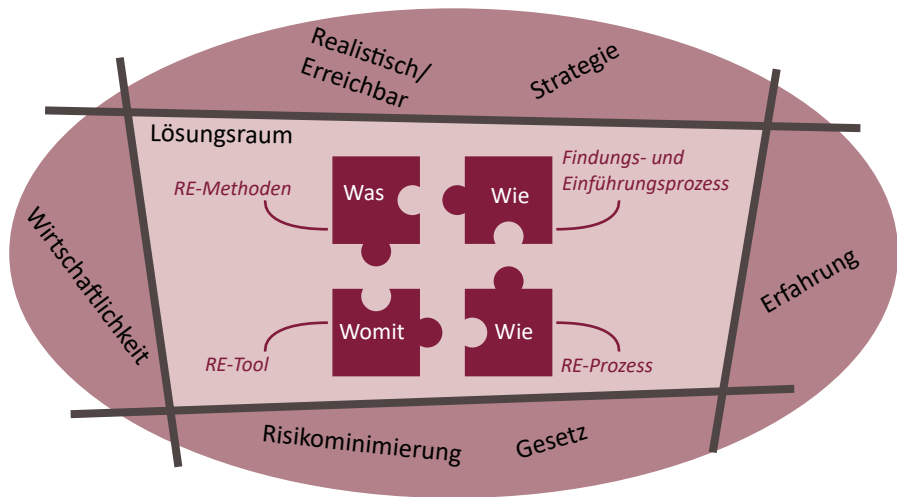 Realistisch/
Erreichbar
Strategie
Lösungsraum
RE-Methoden
Was
Wie
Findungs- und
Einführungsprozess
Wirtschaftlichkeit
Erfahrung
RE-Tool
Womit
Wie
RE-Prozess
Risikominimierung
Gesetz